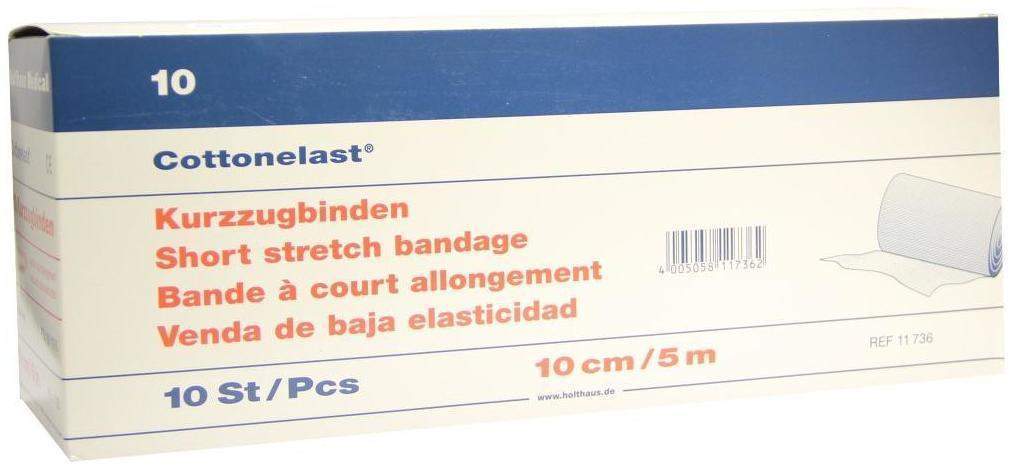 10
Cottonelast®
Kurzzugbinden
Short stretch bandage
Bande à court allongement
Venda de baja elasticidad
4 005058 117362
10 St/Pcs
10 cm/5 m
REF 11 736
www.holthaus.de